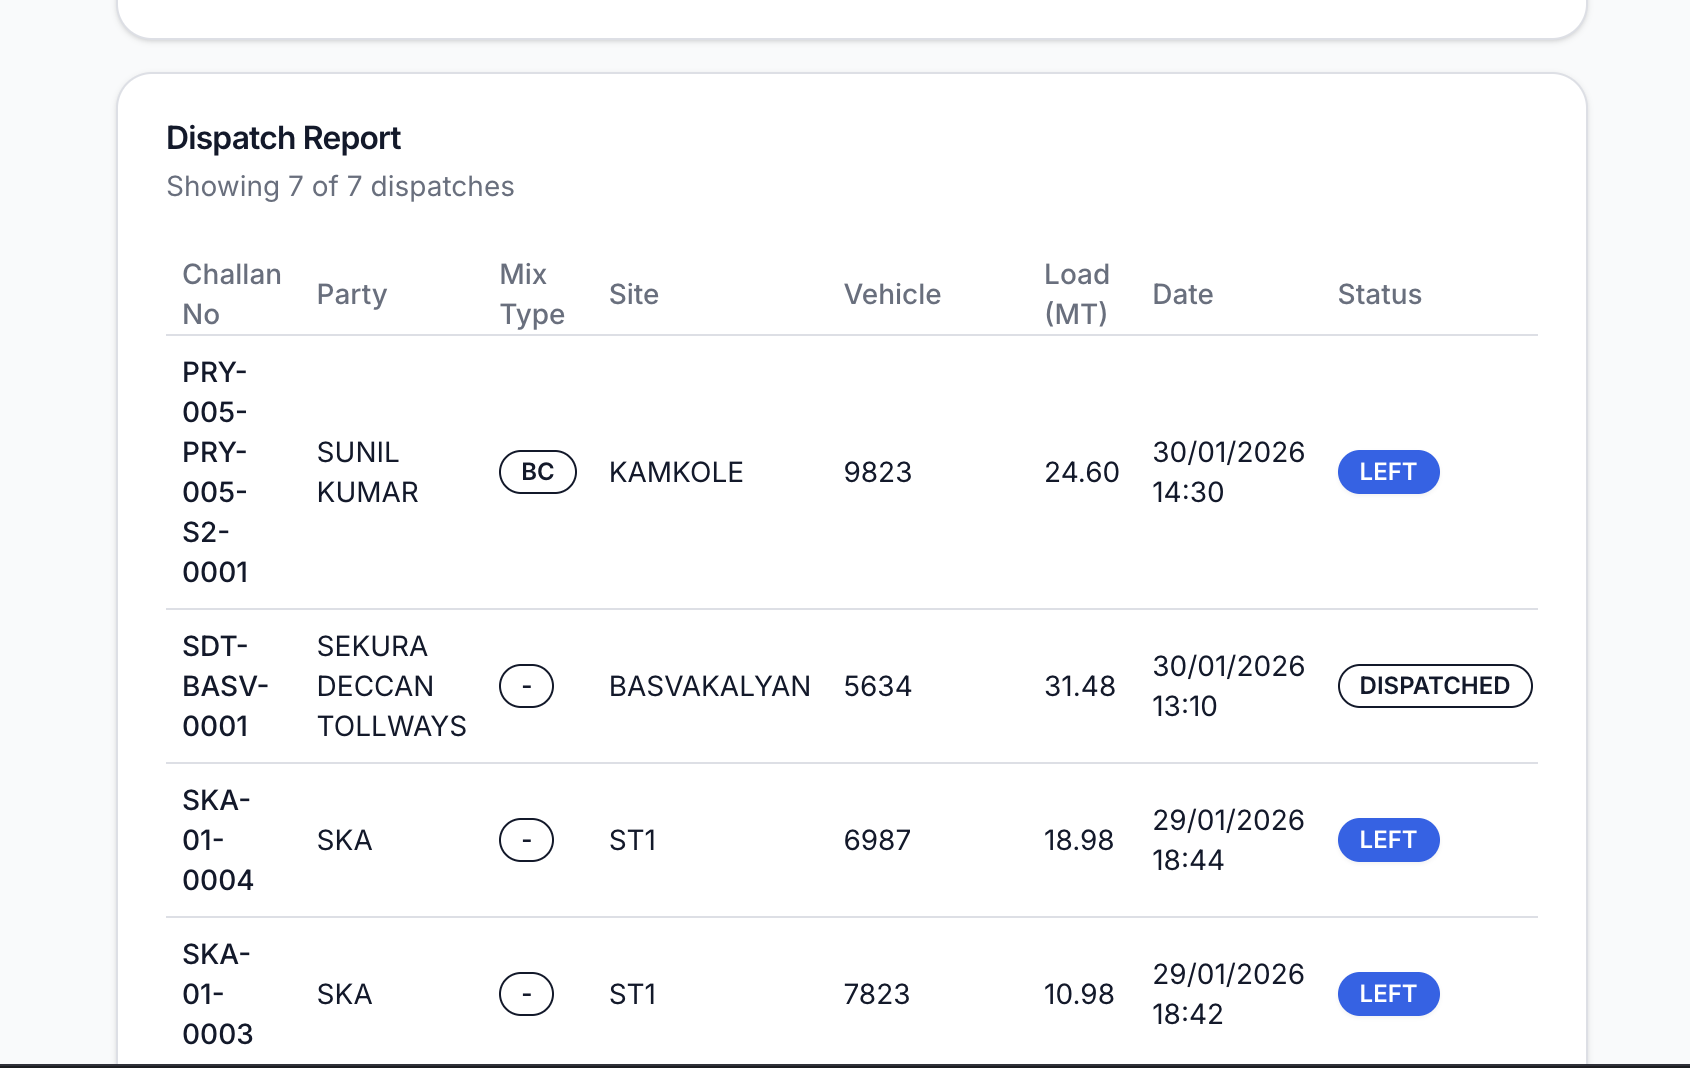 Dispatch Report
Showing 7 of 7 dispatches
Challan No Party Mix Type Site Vehicle Load (MT) Date Status
PRY-005-PRY-005-S2-0001 SUNIL KUMAR BC KAMKOLE 9823 24.60 30/01/2026 14:30 LEFT
SDT-BASV-0001 SEKURA DECCAN TOLLWAYS - BASVAKALYAN 5634 31.48 30/01/2026 13:10 DISPATCHED
SKA-01-0004 SKA - ST1 6987 18.98 29/01/2026 18:44 LEFT
SKA-01-0003 SKA - ST1 7823 10.98 29/01/2026 18:42 LEFT